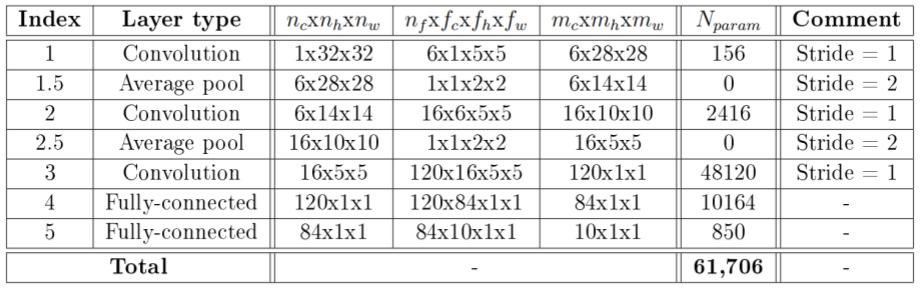 Index Layer type n_c x n_h x n_w n_f x f_c x f_h x f_w m_c x m_h x m_w N_param Comment
1 Convolution 1x32x32 6x1x5x5 6x28x28 156 Stride = 1
1.5 Average pool 6x28x28 1x1x2x2 6x14x14 0 Stride = 2
2 Convolution 6x14x14 16x6x5x5 16x10x10 2416 Stride = 1
2.5 Average pool 16x10x10 1x1x2x2 16x5x5 0 Stride = 2
3 Convolution 16x5x5 120x16x5x5 120x1x1 48120 Stride = 1
4 Fully-connected 120x1x1 120x84x1x1 84x1x1 10164 -
5 Fully-connected 84x1x1 84x10x1x1 10x1x1 850 -
Total - 61,706 -